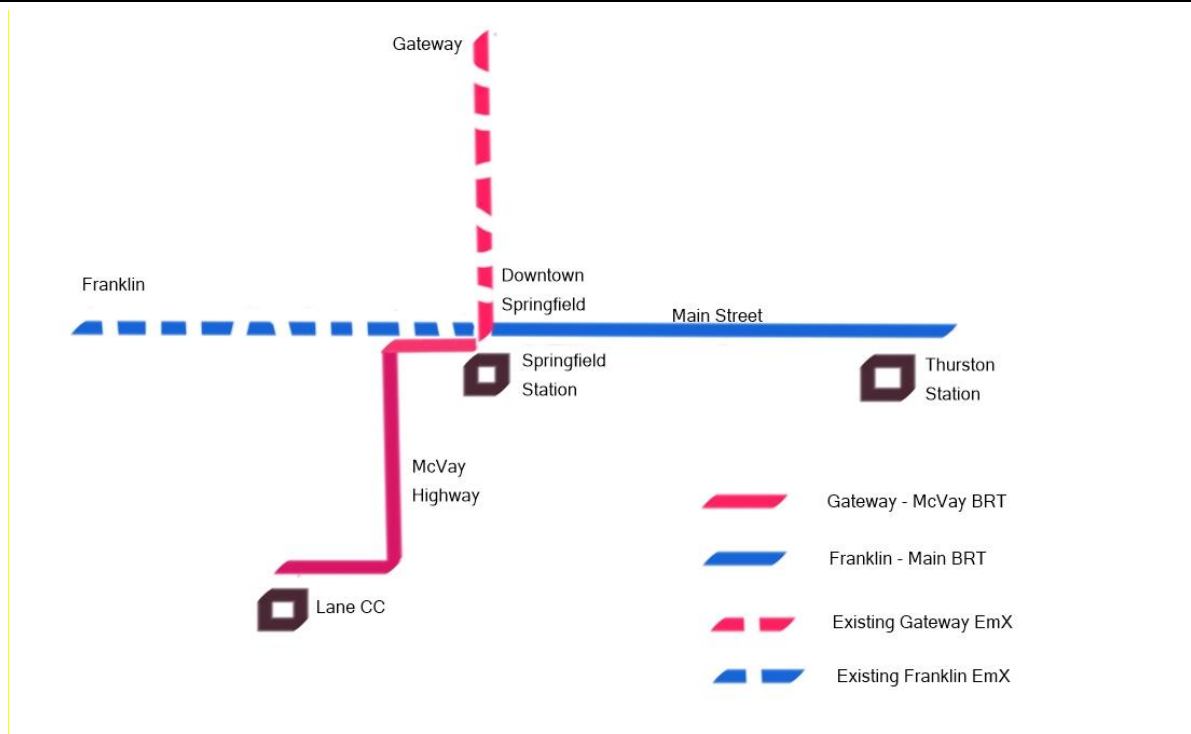 Gateway
Franklin
Downtown
Springfield
Main Street
Springfield
Station
Thurston
Station
McVay
Highway
Gateway - McVay BRT
Franklin - Main BRT
Lane CC
Existing Gateway EmX
Existing Franklin EmX